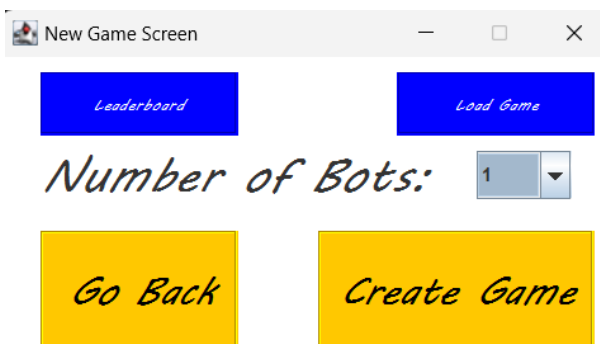 New Game Screen
Leaderboard
Load Game
Number of Bots:
1
Go Back
Create Game